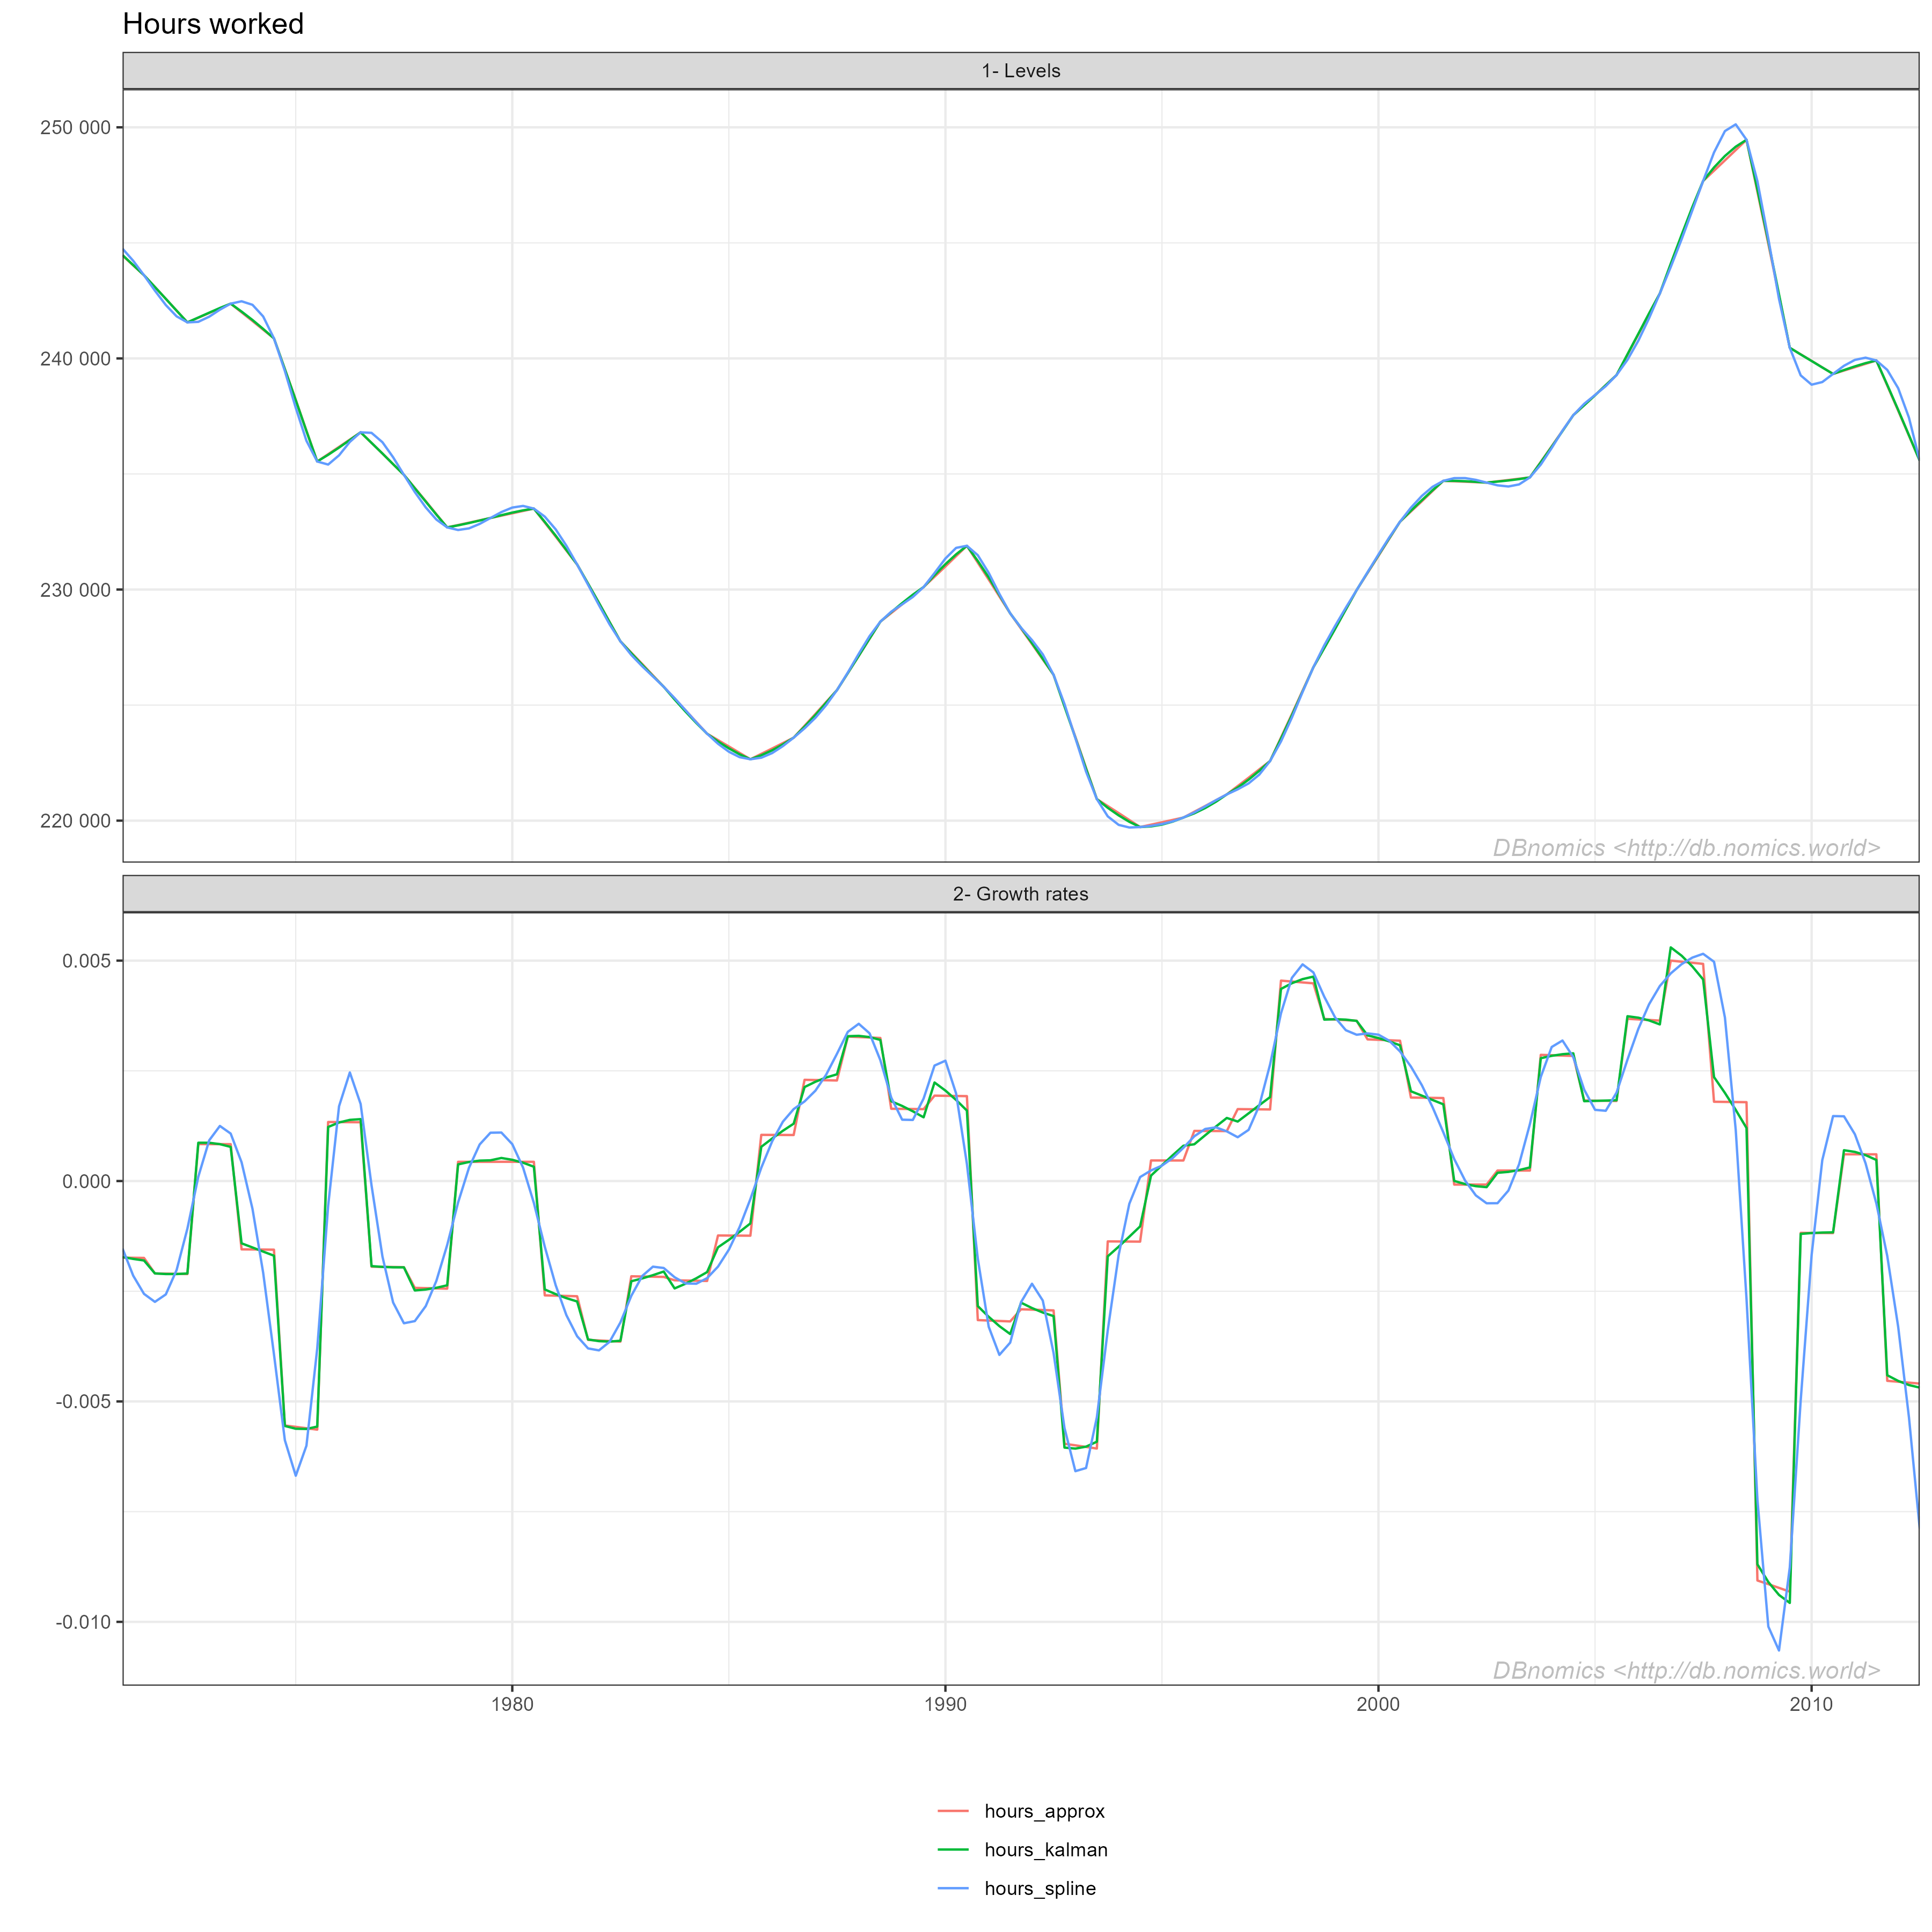 Hours worked
1- Levels
250 000
240 000
230 000
220 000
DBnomics <http://db.nomics.world>
2- Growth rates
0.005
0.000
-0.005
-0.010
DBnomics <http://db.nomics.world>
1980 1990 2000 2010
hours_approx
hours_kalman
hours_spline